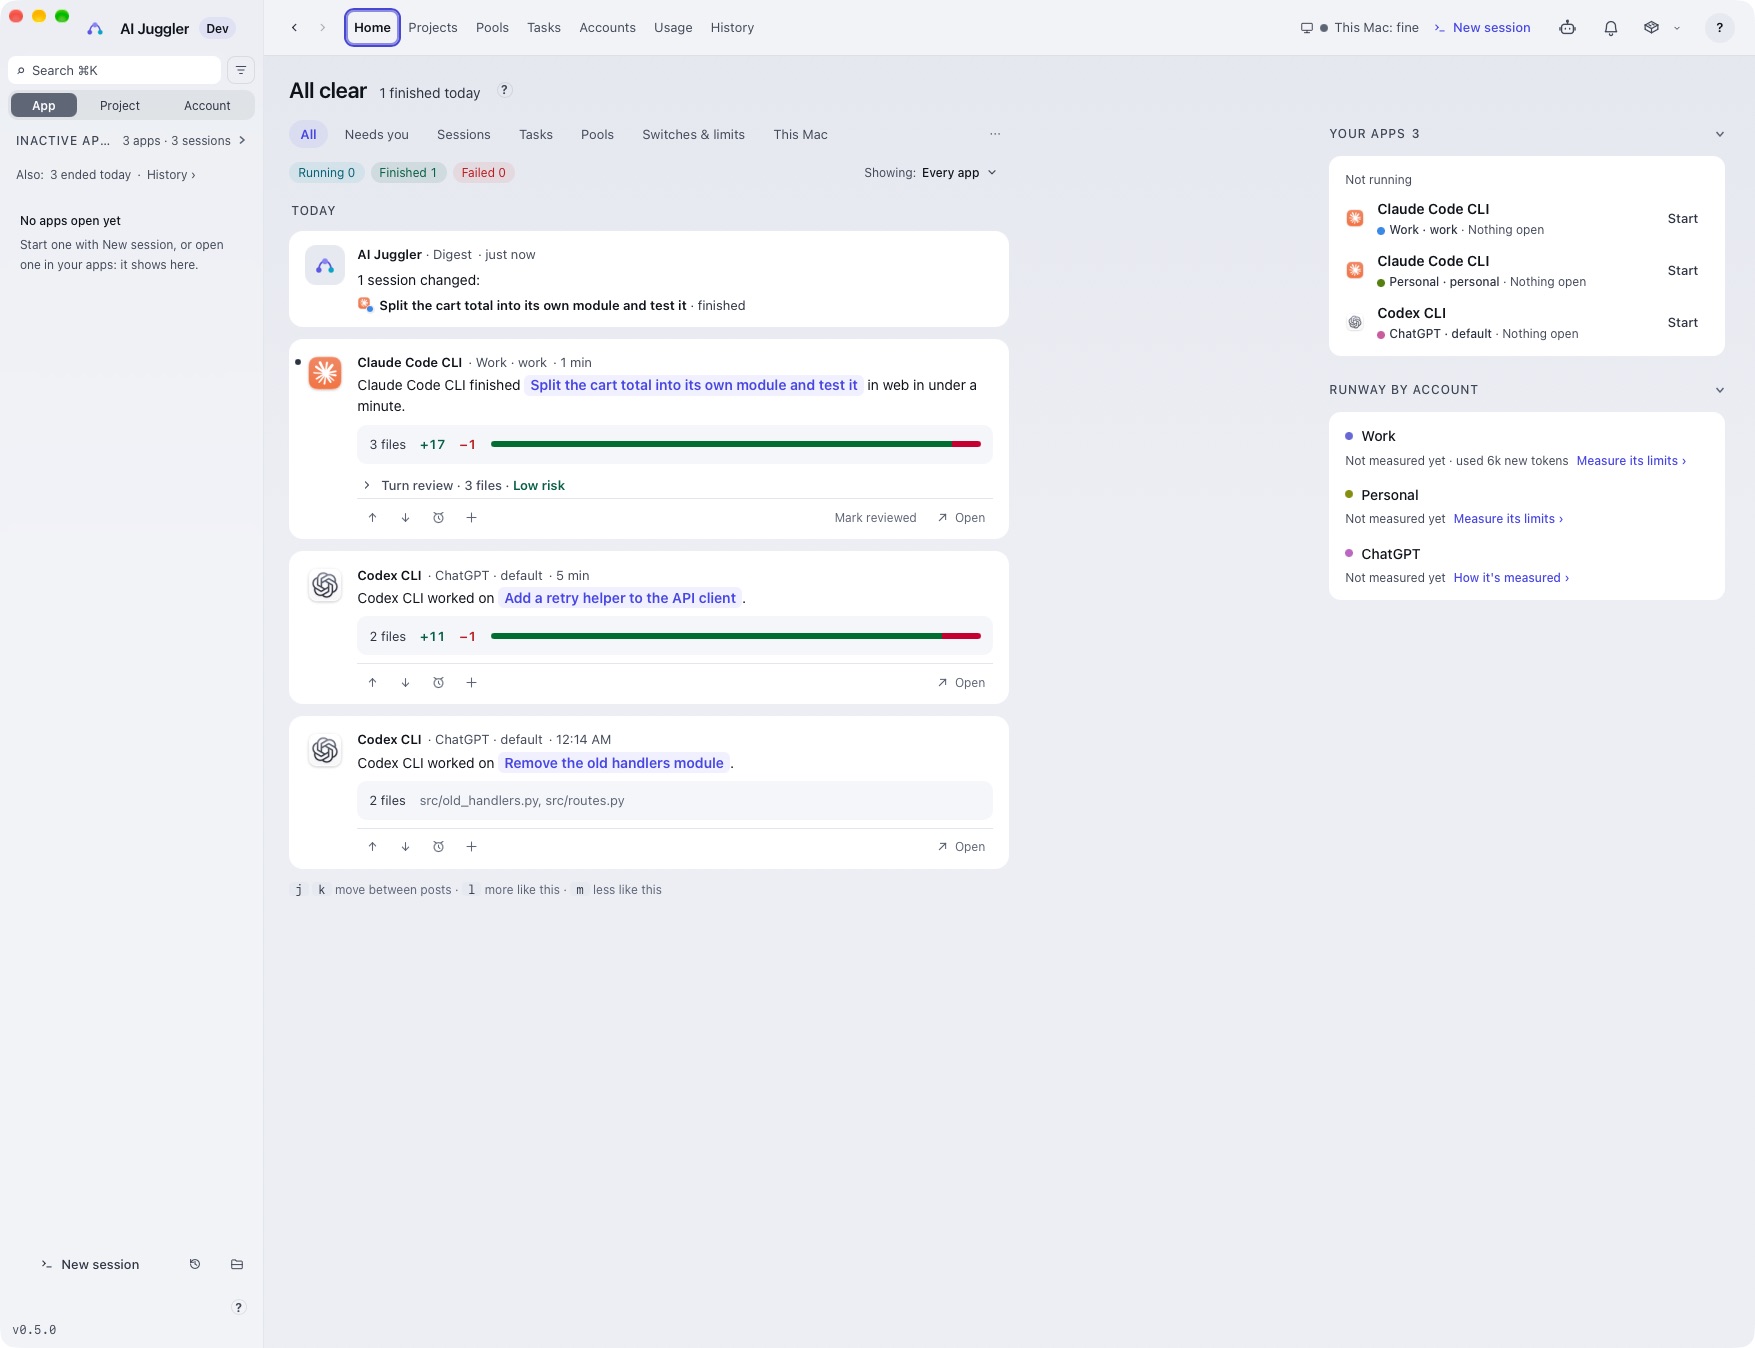 AI Juggler Dev
Search ⌘K
App Project Account
INACTIVE AP... 3 apps · 3 sessions
Also: 3 ended today · History ›
No apps open yet
Start one with New session, or open
one in your apps: it shows here.
New session
?
v0.5.0
Home Projects Pools Tasks Accounts Usage History
This Mac: fine New session ?
All clear 1 finished today ?
All Needs you Sessions Tasks Pools Switches & limits This Mac ...
Running 0 Finished 1 Failed 0 Showing: Every app
TODAY
AI Juggler · Digest · just now
1 session changed:
Split the cart total into its own module and test it · finished
Claude Code CLI · Work · work · 1 min
Claude Code CLI finished Split the cart total into its own module and test it in web in under a
minute.
3 files +17 −1
Turn review · 3 files · Low risk
Mark reviewed Open
Codex CLI · ChatGPT · default · 5 min
Codex CLI worked on Add a retry helper to the API client .
2 files +11 −1
Open
Codex CLI · ChatGPT · default · 12:14 AM
Codex CLI worked on Remove the old handlers module .
2 files src/old_handlers.py, src/routes.py
Open
j k move between posts · l more like this · m less like this
YOUR APPS 3
Not running
Claude Code CLI
Work · work · Nothing open
Start
Claude Code CLI
Personal · personal · Nothing open
Start
Codex CLI
ChatGPT · default · Nothing open
Start
RUNWAY BY ACCOUNT
Work
Not measured yet · used 6k new tokens Measure its limits ›
Personal
Not measured yet Measure its limits ›
ChatGPT
Not measured yet How it's measured ›